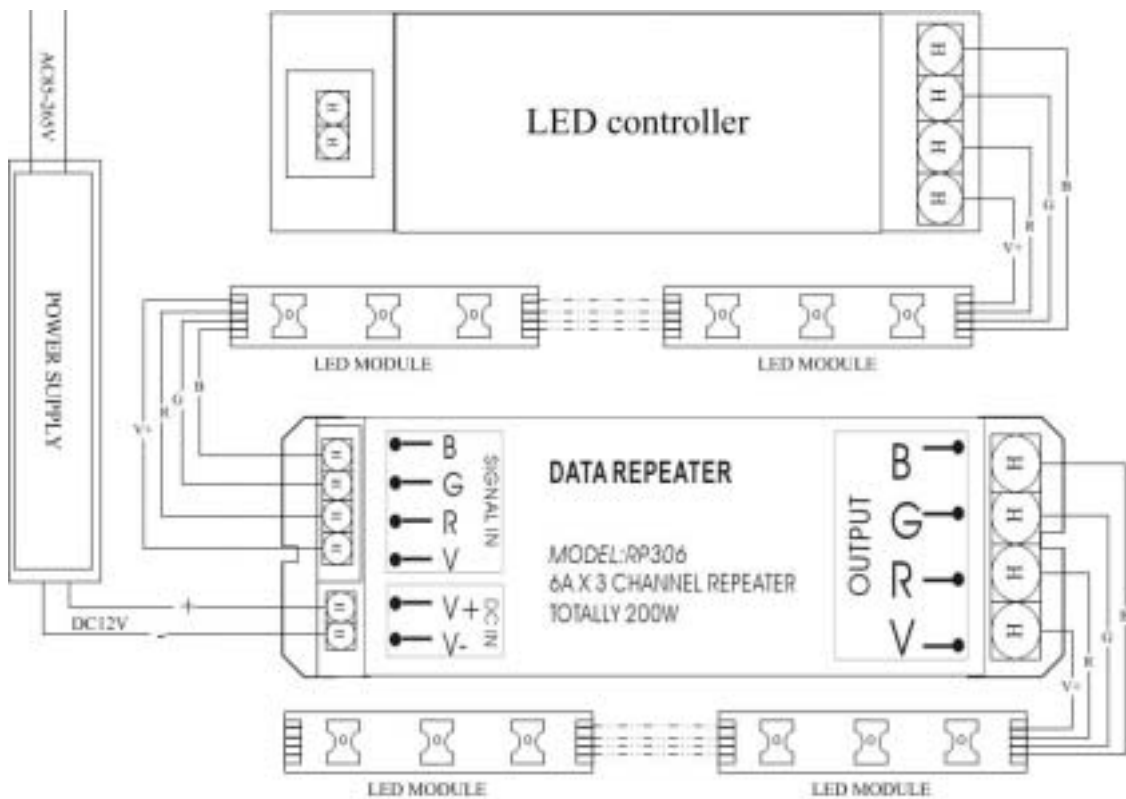 AC85-265V
POWER SUPPLY
DC12V
+
-
LED controller
H
H
H
H
H
H
B
G
R
V+
LED MODULE
LED MODULE
V+
R
G
B
H
H
H
H
H
H
B
G
R
V
SIGNAL IN
V+
V-
DC IN
DATA REPEATER
MODEL:RP306
6A X 3 CHANNEL REPEATER
TOTALLY 200W
OUTPUT
B
G
R
V
H
H
H
H
B
G
R
V+
LED MODULE
LED MODULE